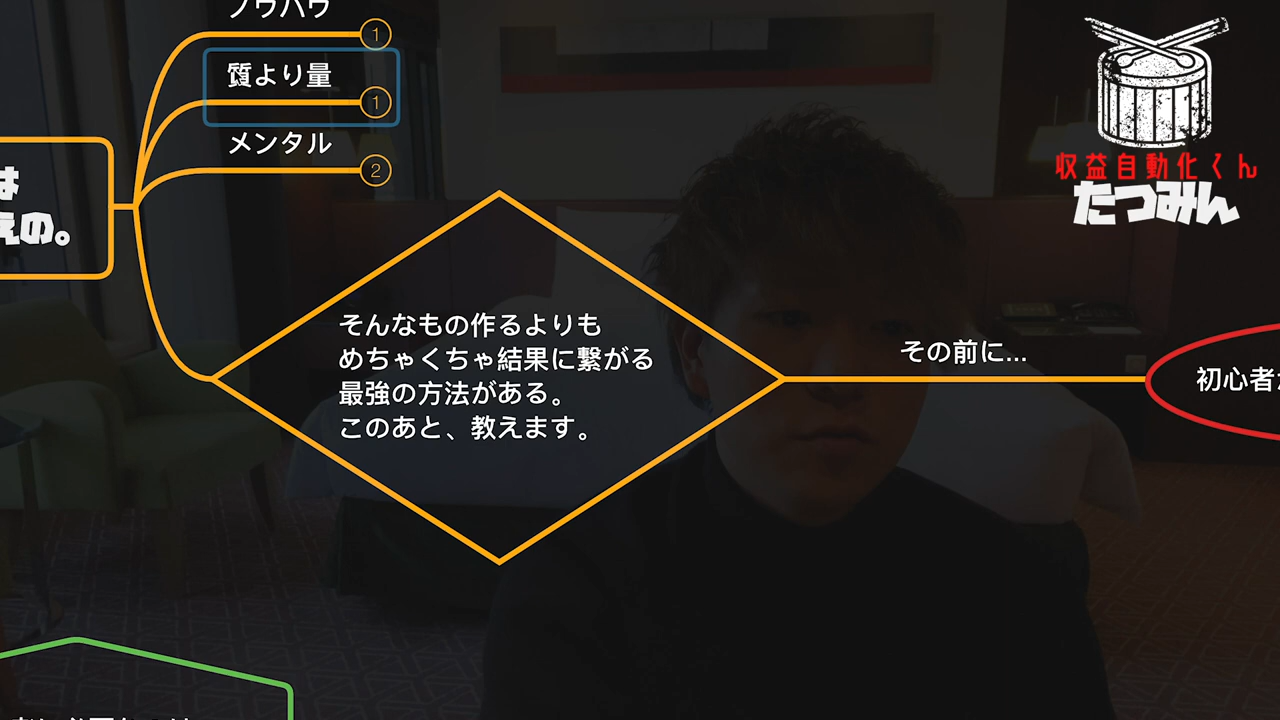 ノウハウ
①
質より量
①
メンタル
②
は
えの。
収益自動化くん
たつみん
そんなもの作るよりも
めちゃくちゃ結果に繋がる
最強の方法がある。
このあと、教えます。
その前に...
初心者